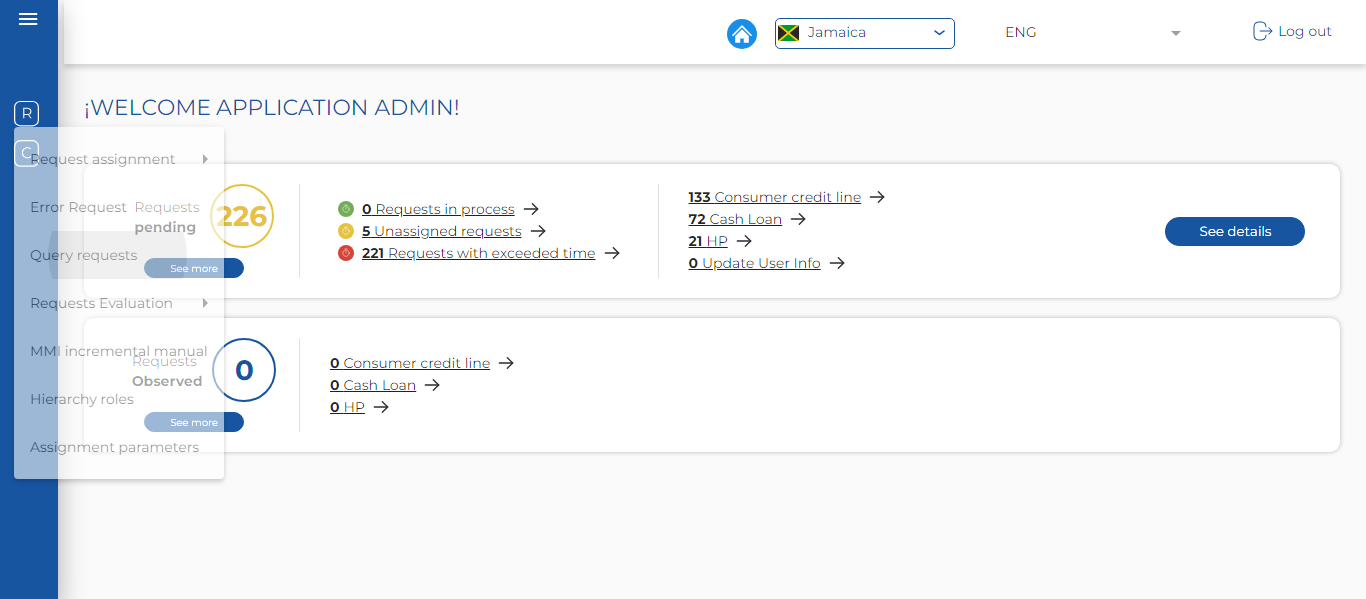 Jamaica
ENG
Log out
R
¡WELCOME APPLICATION ADMIN!
C
Request assignment
Error Request
Query requests
Requests Evaluation
MMI incremental manual
Hierarchy roles
Assignment parameters
Requests
pending
226
See more
0 Requests in process
5 Unassigned requests
221 Requests with exceeded time
133 Consumer credit line
72 Cash Loan
21 HP
0 Update User Info
See details
Requests
Observed
0
See more
0 Consumer credit line
0 Cash Loan
0 HP